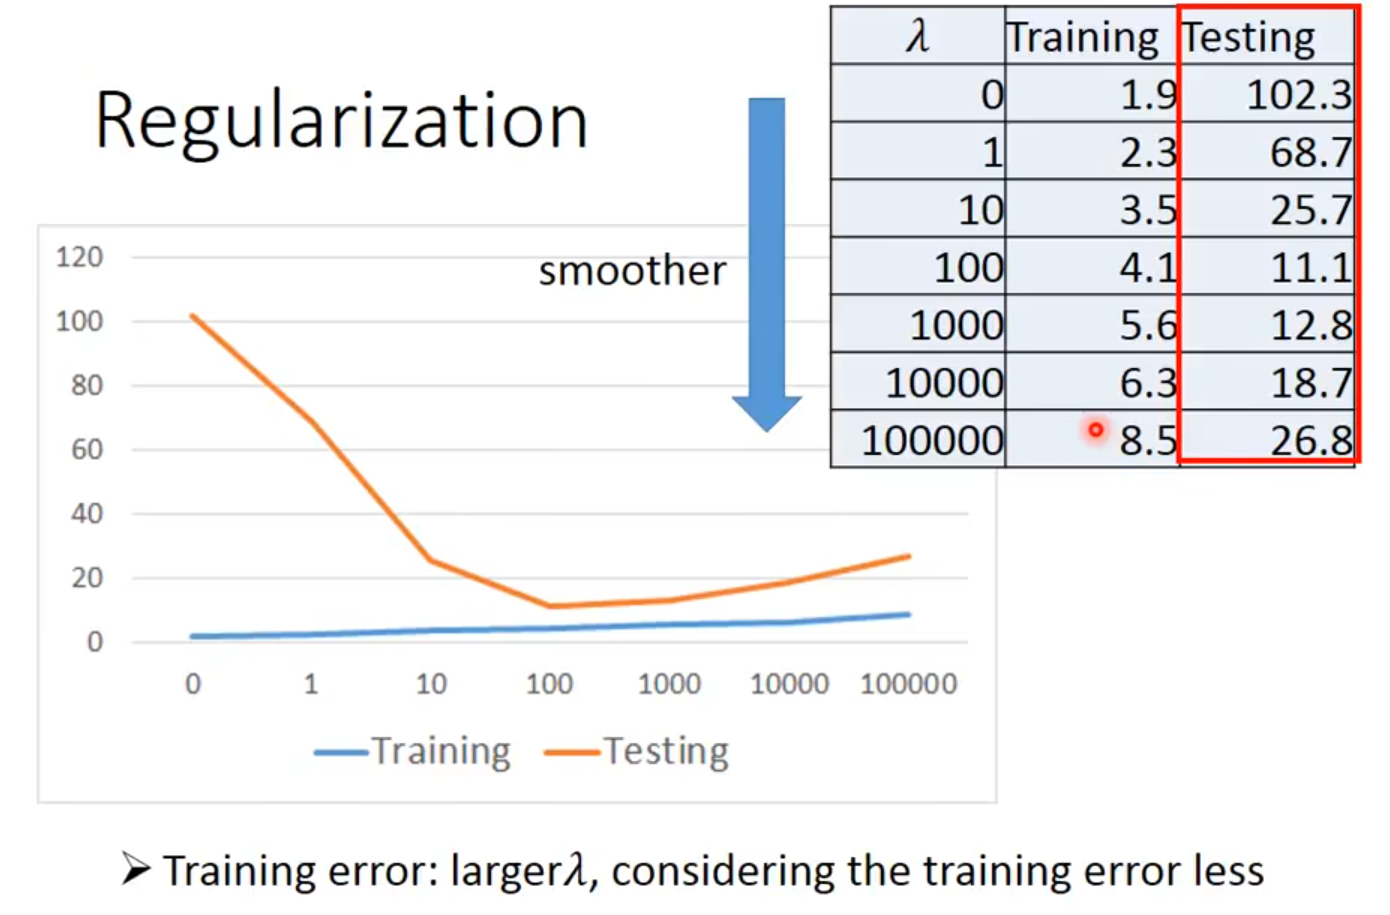 Regularization
λ Training Testing
0 1.9 102.3
1 2.3 68.7
10 3.5 25.7
100 4.1 11.1
1000 5.6 12.8
10000 6.3 18.7
100000 8.5 26.8
smoother
120
100
80
60
40
20
0
0 1 10 100 1000 10000 100000
Training Testing
➢ Training error: largerλ, considering the training error less